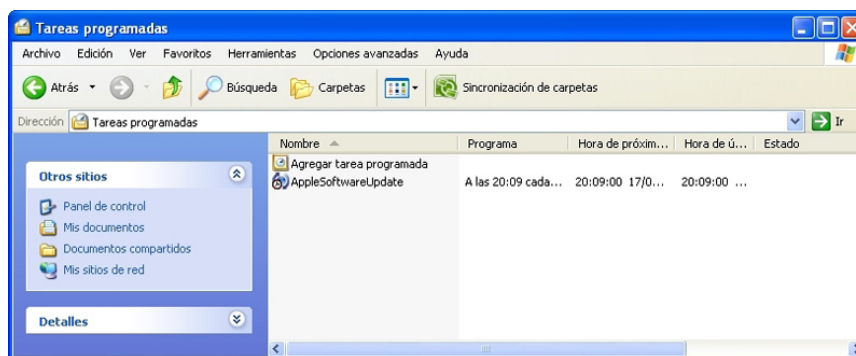 Tareas programadas
Archivo Edición Ver Favoritos Herramientas Opciones avanzadas Ayuda
Atrás Búsqueda Carpetas Sincronización de carpetas
Dirección Tareas programadas Ir
Nombre Programa Hora de próxim... Hora de ú... Estado
Agregar tarea programada
AppleSoftwareUpdate A las 20:09 cada... 20:09:00 17/0... 20:09:00 ...
Otros sitios
Panel de control
Mis documentos
Documentos compartidos
Mis sitios de red
Detalles